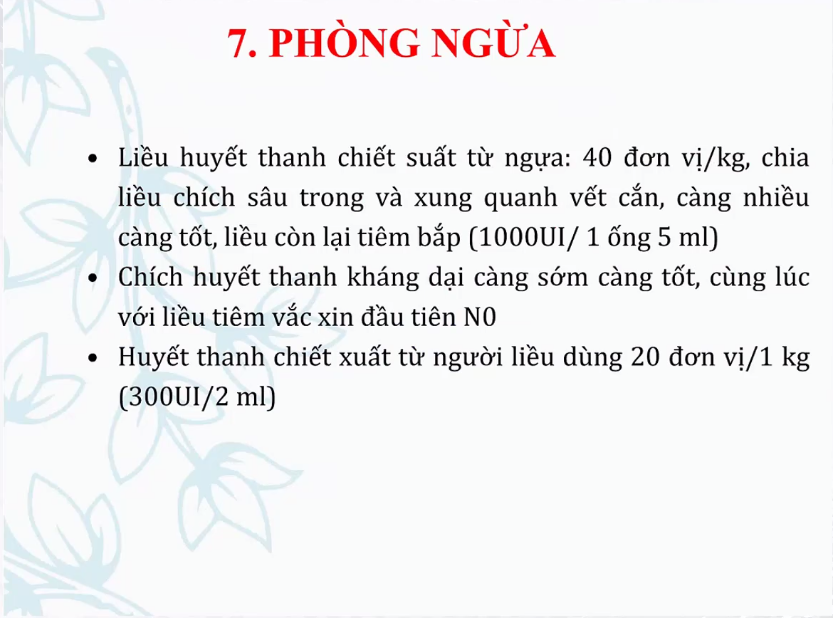 7. PHÒNG NGỪA
• Liều huyết thanh chiết suất từ ngựa: 40 đơn vị/kg, chia
liều chích sâu trong và xung quanh vết cắn, càng nhiều
càng tốt, liều còn lại tiêm bắp (1000UI/ 1 ống 5 ml)
• Chích huyết thanh kháng dại càng sớm càng tốt, cùng lúc
với liều tiêm vắc xin đầu tiên N0
• Huyết thanh chiết xuất từ người liều dùng 20 đơn vị/1 kg
(300UI/2 ml)